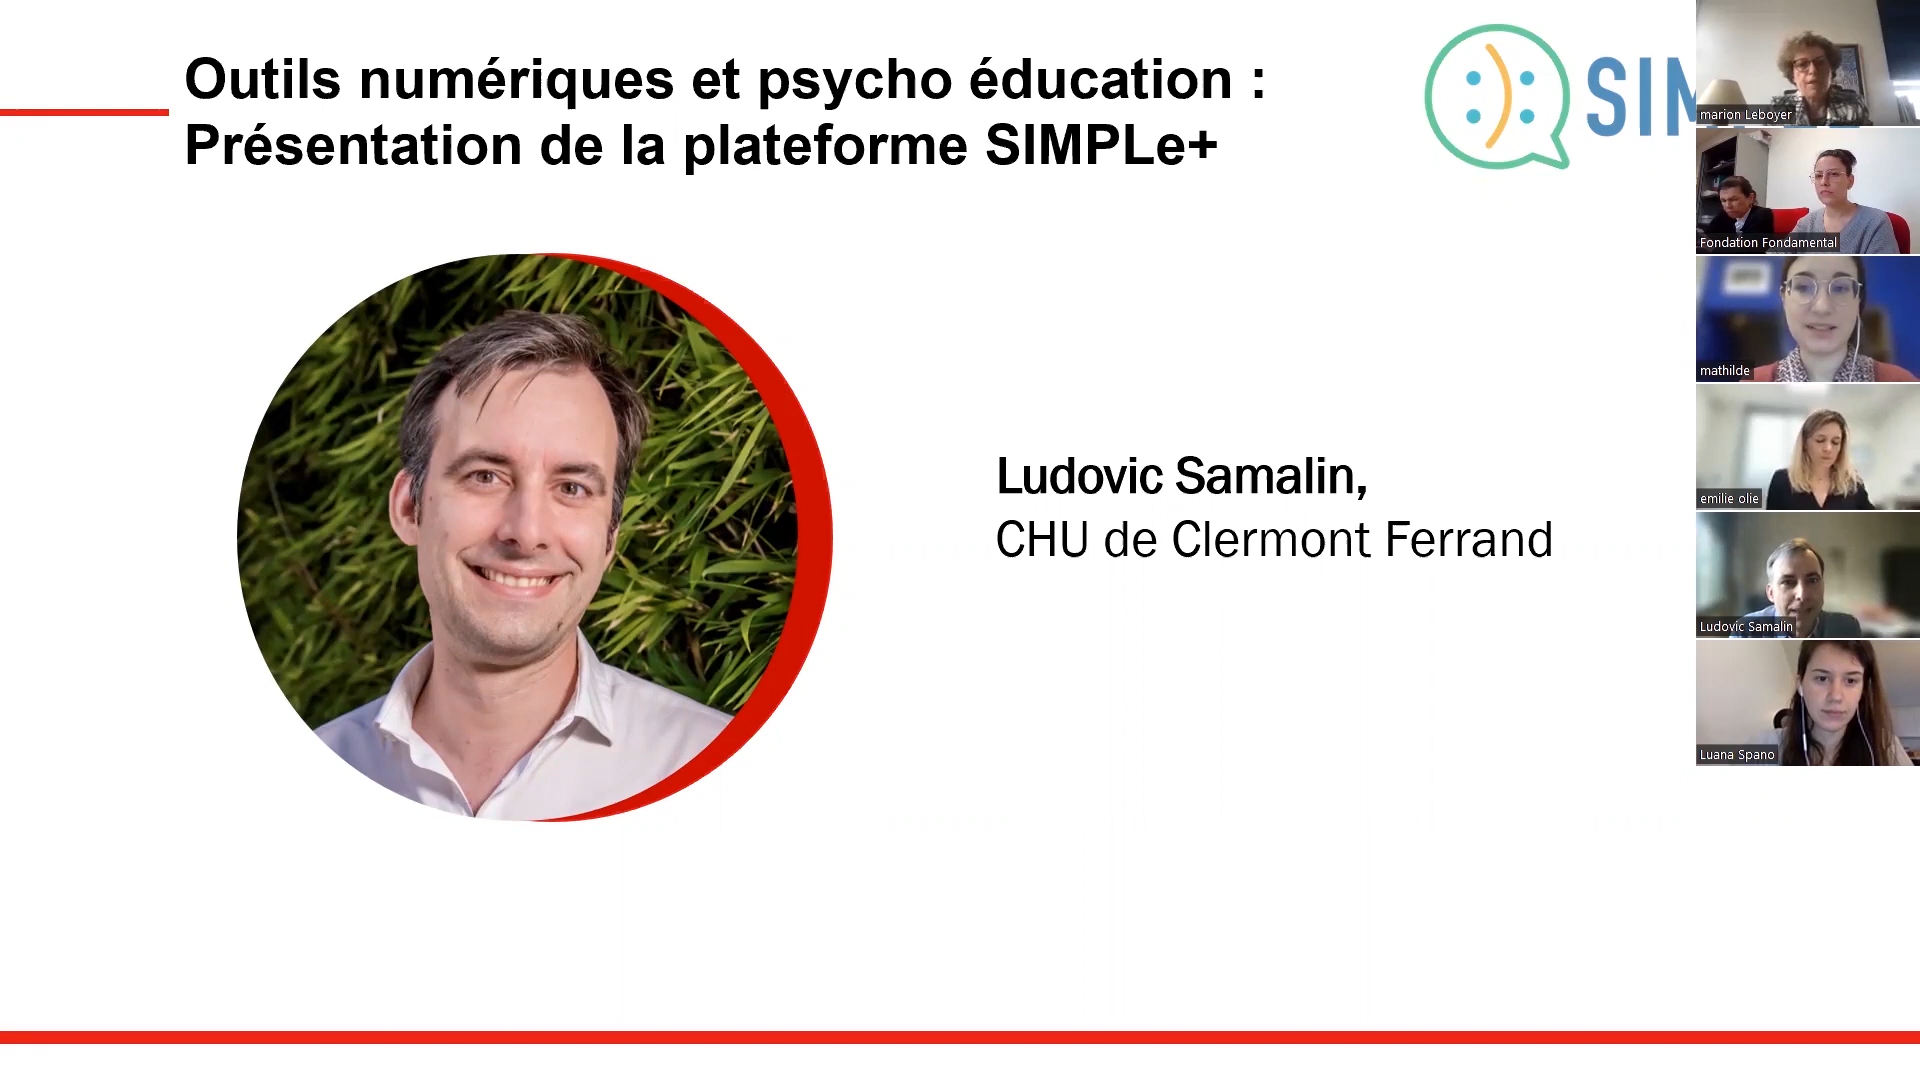 Outils numériques et psycho éducation :
Présentation de la plateforme SIMPLe+
SIM
Ludovic Samalin,
CHU de Clermont Ferrand
marion Leboyer
Fondation Fondamental
mathilde
emilie olie
Ludovic Samalin
Luana Spano